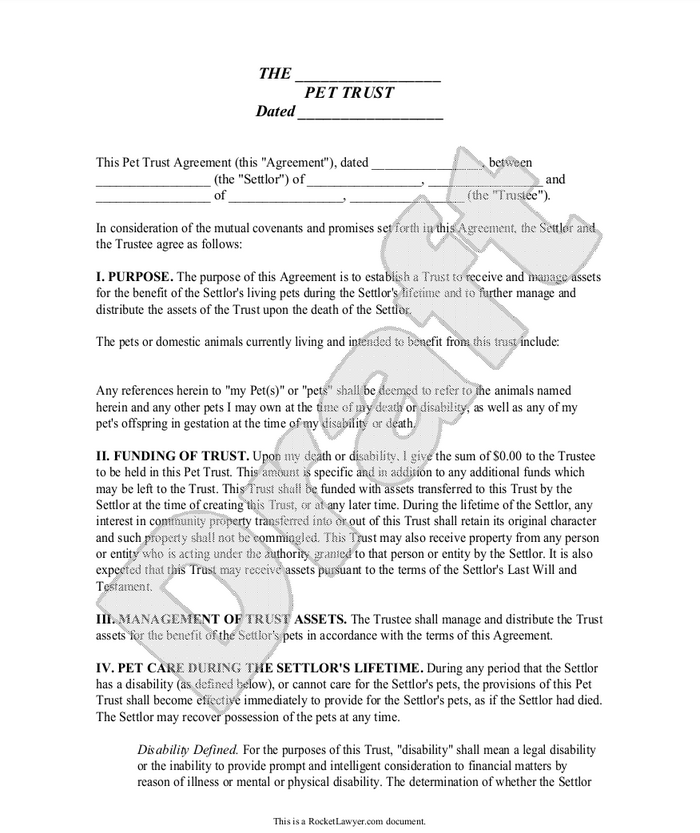 THE _________________
PET TRUST
Dated _________________
This Pet Trust Agreement (this "Agreement"), dated _________________, between
_________________ (the "Settlor") of _________________, _________________ and
_________________ of _________________, _________________ (the "Trustee").
In consideration of the mutual covenants and promises set forth in this Agreement, the Settlor and
the Trustee agree as follows:
I. PURPOSE. The purpose of this Agreement is to establish a Trust to receive and manage assets
for the benefit of the Settlor's living pets during the Settlor's lifetime and to further manage and
distribute the assets of the Trust upon the death of the Settlor.
The pets or domestic animals currently living and intended to benefit from this trust include:
Any references herein to "my Pet(s)" or "pets" shall be deemed to refer to the animals named
herein and any other pets I may own at the time of my death or disability, as well as any of my
pet's offspring in gestation at the time of my disability or death.
II. FUNDING OF TRUST. Upon my death or disability, I give the sum of $0.00 to the Trustee
to be held in this Pet Trust. This amount is specific and in addition to any additional funds which
may be left to the Trust. This Trust shall be funded with assets transferred to this Trust by the
Settlor at the time of creating this Trust, or at any later time. During the lifetime of the Settlor, any
interest in community property transferred into or out of this Trust shall retain its original character
and such property shall not be commingled. This Trust may also receive property from any person
or entity who is acting under the authority granted to that person or entity by the Settlor. It is also
expected that this Trust may receive assets pursuant to the terms of the Settlor's Last Will and
Testament.
III. MANAGEMENT OF TRUST ASSETS. The Trustee shall manage and distribute the Trust
assets for the benefit of the Settlor's pets in accordance with the terms of this Agreement.
IV. PET CARE DURING THE SETTLOR'S LIFETIME. During any period that the Settlor
has a disability (as defined below), or cannot care for the Settlor's pets, the provisions of this Pet
Trust shall become effective immediately to provide for the Settlor's pets, as if the Settlor had died.
The Settlor may recover possession of the pets at any time.
Disability Defined. For the purposes of this Trust, "disability" shall mean a legal disability
or the inability to provide prompt and intelligent consideration to financial matters by
reason of illness or mental or physical disability. The determination of whether the Settlor
This is a RocketLawyer.com document.
Draft